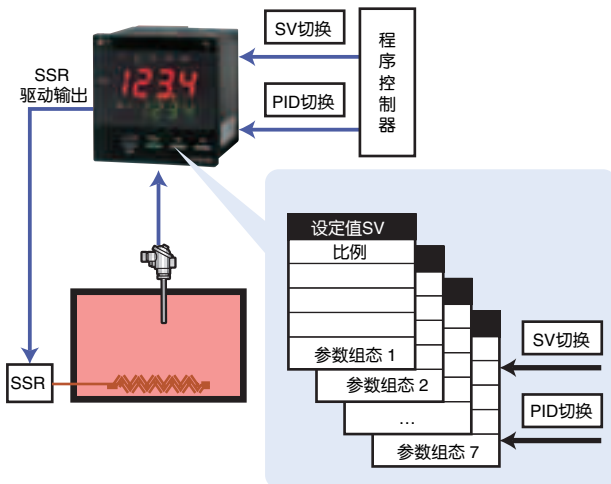 SV切换
程
序
控
制
器
SSR
驱动输出
123.4
1234
PID切换
设定值SV
比例
参数组态 1
参数组态 2
…
参数组态 7
SV切换
PID切换
SSR